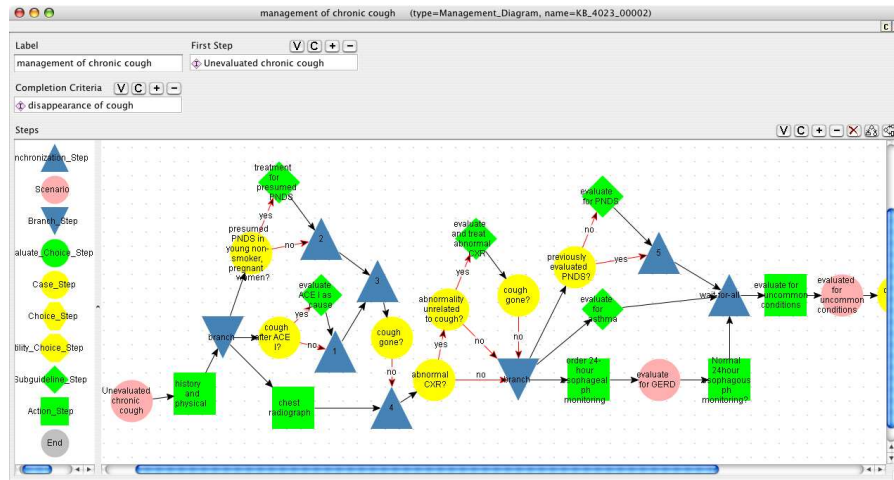 management of chronic cough (type=Management_Diagram, name=KB_4023_00002)
C
Label
First Step
V C + −
management of chronic cough
Unevaluated chronic cough
Completion Criteria
V C + −
disappearance of cough
Steps
V C + −
nchronization_Step
Scenario
Branch_Step
aluate_Choice_Step
Case_Step
Choice_Step
tility_Choice_Step
Subguideline_Step
Action_Step
End
Unevaluated
chronic
cough
history
and
physical
branch
treatment
for
presumed
PNDS
yes
presumed
PNDS in
young non-
smoker,
pregnant
women?
no
2
evaluate
ACE I as
cause
yes
cough
after ACE
I?
no
1
3
chest
radiograph
cough
gone?
no
4
abnormal
CXR?
yes
no
abnormality
unrelated
to cough?
yes
no
evaluate
and treat
abnormal
CXR
cough
gone?
no
branch
previously
evaluated
PNDS?
no
yes
evaluate
for PNDS
5
evaluate
for
asthma
order 24-
hour
sophageal
ph
monitoring
evaluate
for GERD
Normal
24hour
sophagous
ph
monitoring?
wait-for-all
evaluate for
uncommon
conditions
evaluated
for
uncommon
conditions